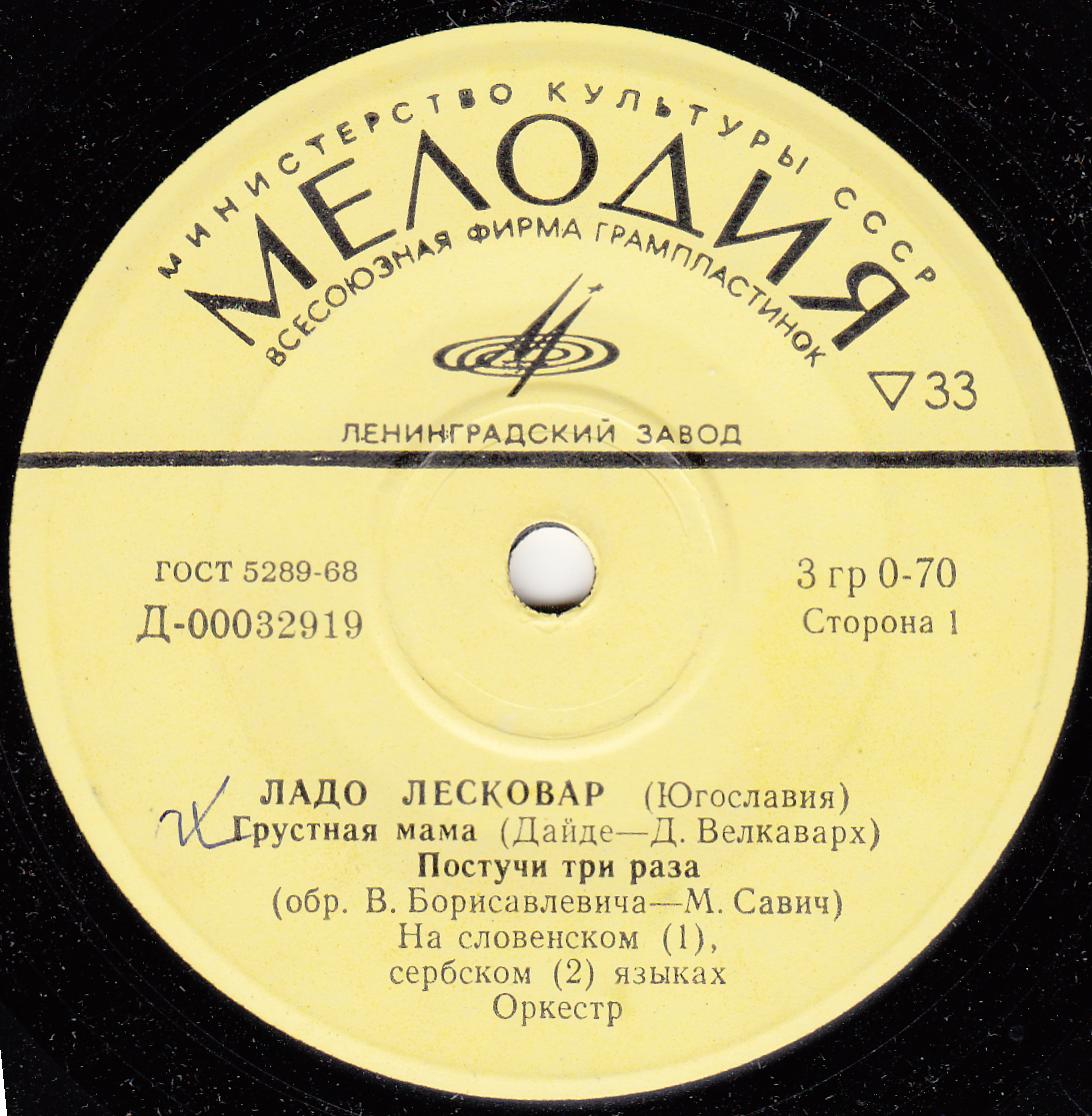 МИНИСТЕРСТВО КУЛЬТУРЫ СССР
МЕЛОДИЯ
ВСЕСОЮЗНАЯ ФИРМА ГРАМПЛАСТИНОК
▽33
ЛЕНИНГРАДСКИЙ ЗАВОД
ГОСТ 5289-68
Д-00032919
3 гр 0-70
Сторона 1
ЛАДО ЛЕСКОВАР (Югославия)
Грустная мама (Дайде—Д. Велкаварх)
Постучи три раза
(обр. В. Борисавлевича—М. Савич)
На словенском (1),
сербском (2) языках
Оркестр